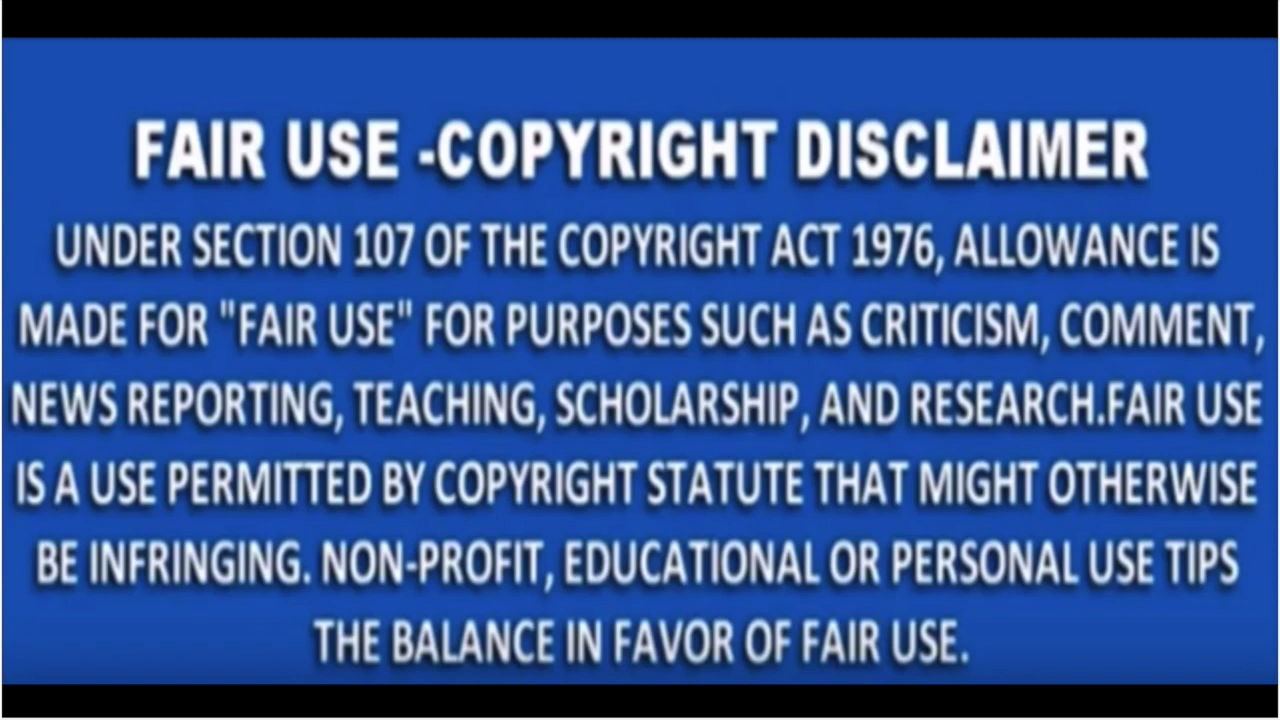 FAIR USE -COPYRIGHT DISCLAIMER
UNDER SECTION 107 OF THE COPYRIGHT ACT 1976, ALLOWANCE IS
MADE FOR "FAIR USE" FOR PURPOSES SUCH AS CRITICISM, COMMENT,
NEWS REPORTING, TEACHING, SCHOLARSHIP, AND RESEARCH.FAIR USE
IS A USE PERMITTED BY COPYRIGHT STATUTE THAT MIGHT OTHERWISE
BE INFRINGING. NON-PROFIT, EDUCATIONAL OR PERSONAL USE TIPS
THE BALANCE IN FAVOR OF FAIR USE.